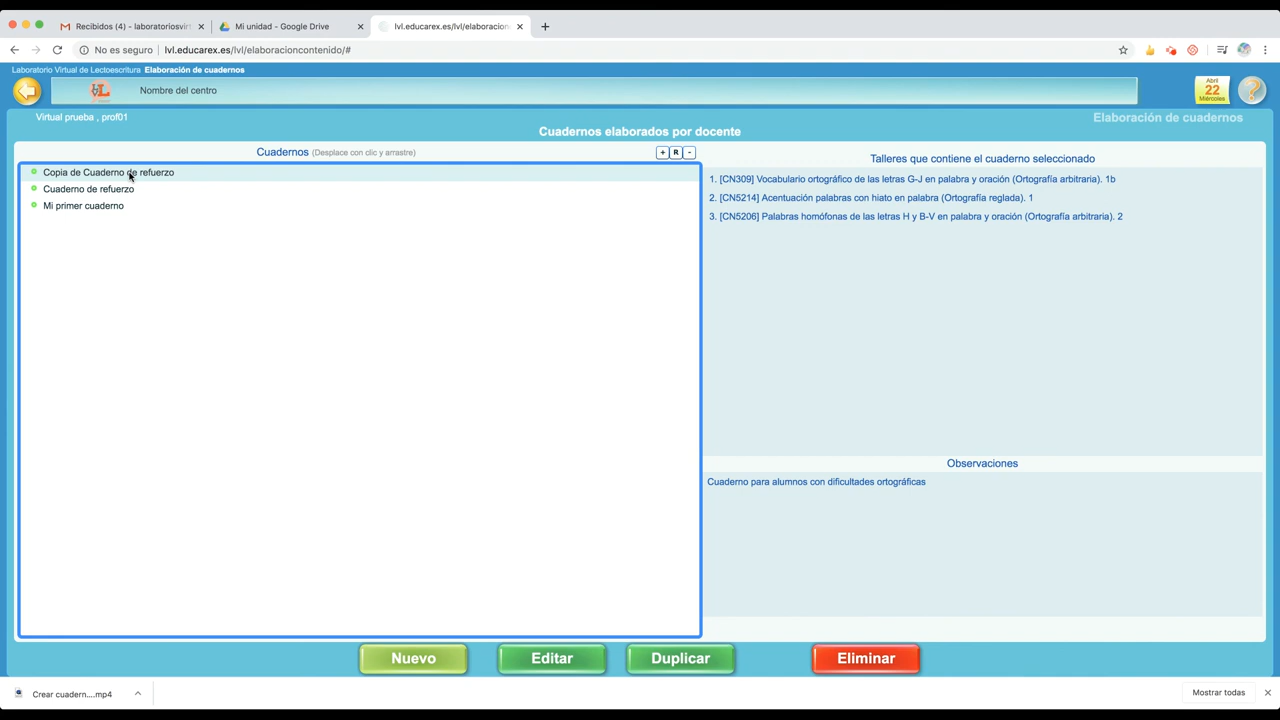 Recibidos (4) - laboratoriosvir
Mi unidad - Google Drive
lvl.educarex.es/lvl/elaboracion
No es seguro
lvl.educarex.es/lvl/elaboracioncontenido/#
Laboratorio Virtual de Lectoescritura Elaboración de cuadernos
Nombre del centro
Abril
22
Miércoles
?
Virtual prueba , prof01
Elaboración de cuadernos
Cuadernos elaborados por docente
Cuadernos (Desplace con clic y arrastre)
+ R -
Copia de Cuaderno de refuerzo
Cuaderno de refuerzo
Mi primer cuaderno
Talleres que contiene el cuaderno seleccionado
1. [CN309] Vocabulario ortográfico de las letras G-J en palabra y oración (Ortografía arbitraria). 1b
2. [CN5214] Acentuación palabras con hiato en palabra (Ortografía reglada). 1
3. [CN5206] Palabras homófonas de las letras H y B-V en palabra y oración (Ortografía arbitraria). 2
Observaciones
Cuaderno para alumnos con dificultades ortográficas
Nuevo
Editar
Duplicar
Eliminar
Crear cuadern....mp4
Mostrar todas